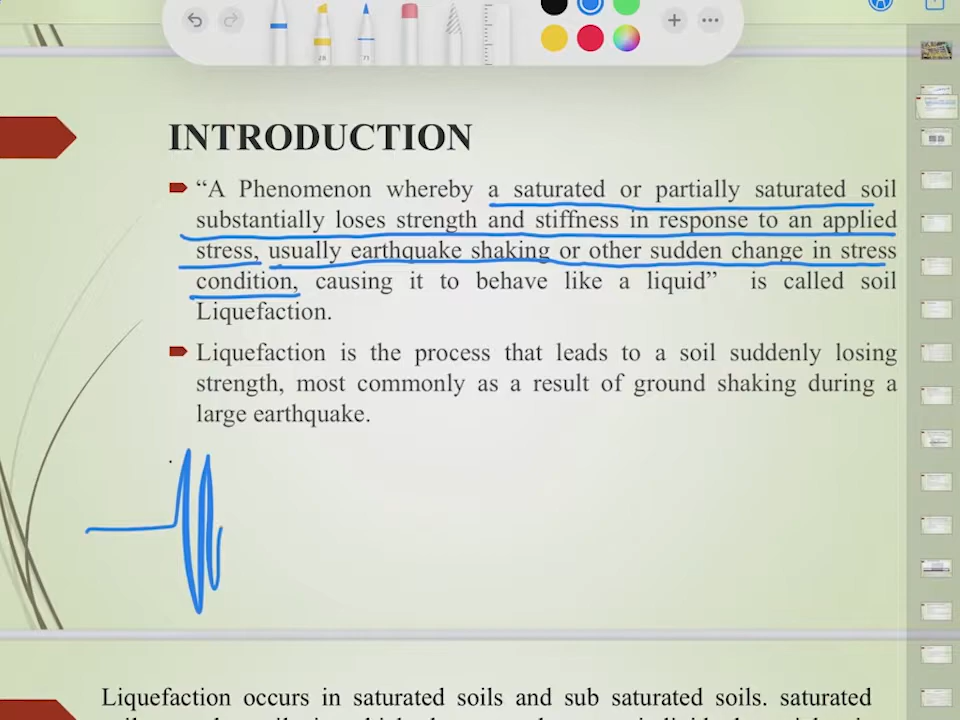 INTRODUCTION
“A Phenomenon whereby a saturated or partially saturated soil
substantially loses strength and stiffness in response to an applied
stress, usually earthquake shaking or other sudden change in stress
condition, causing it to behave like a liquid” is called soil
Liquefaction.
Liquefaction is the process that leads to a soil suddenly losing
strength, most commonly as a result of ground shaking during a
large earthquake.
Liquefaction occurs in saturated soils and sub saturated soils. saturated